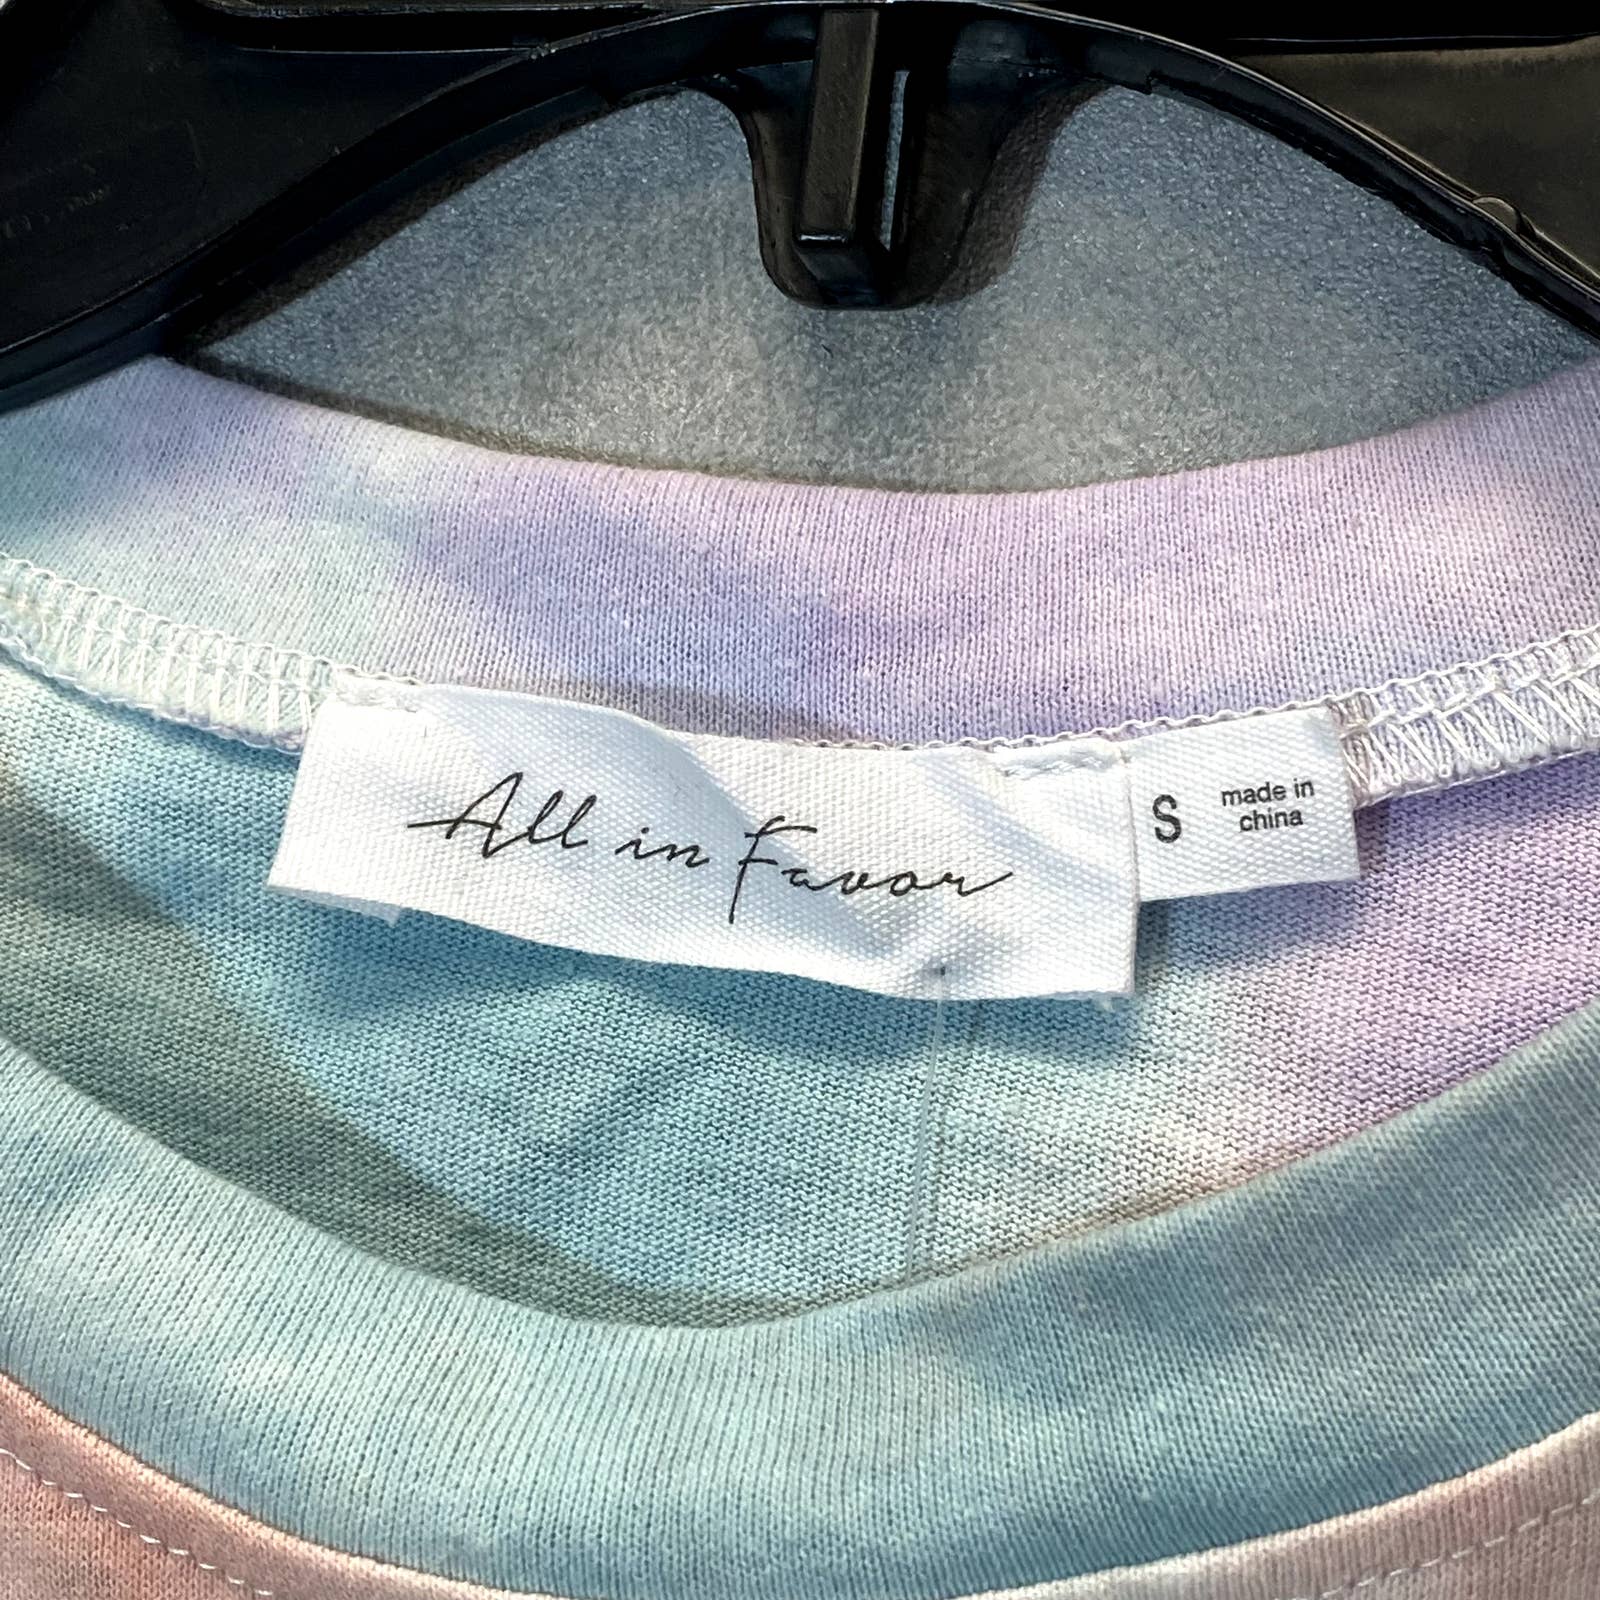 All in Favor
S
made in
china